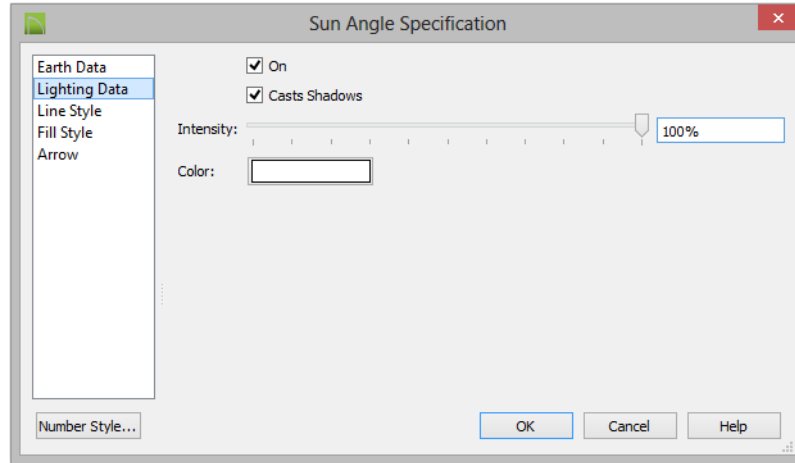 Sun Angle Specification
Earth Data
Lighting Data
Line Style
Fill Style
Arrow
On
Casts Shadows
Intensity:
100%
Color:
Number Style...
OK
Cancel
Help